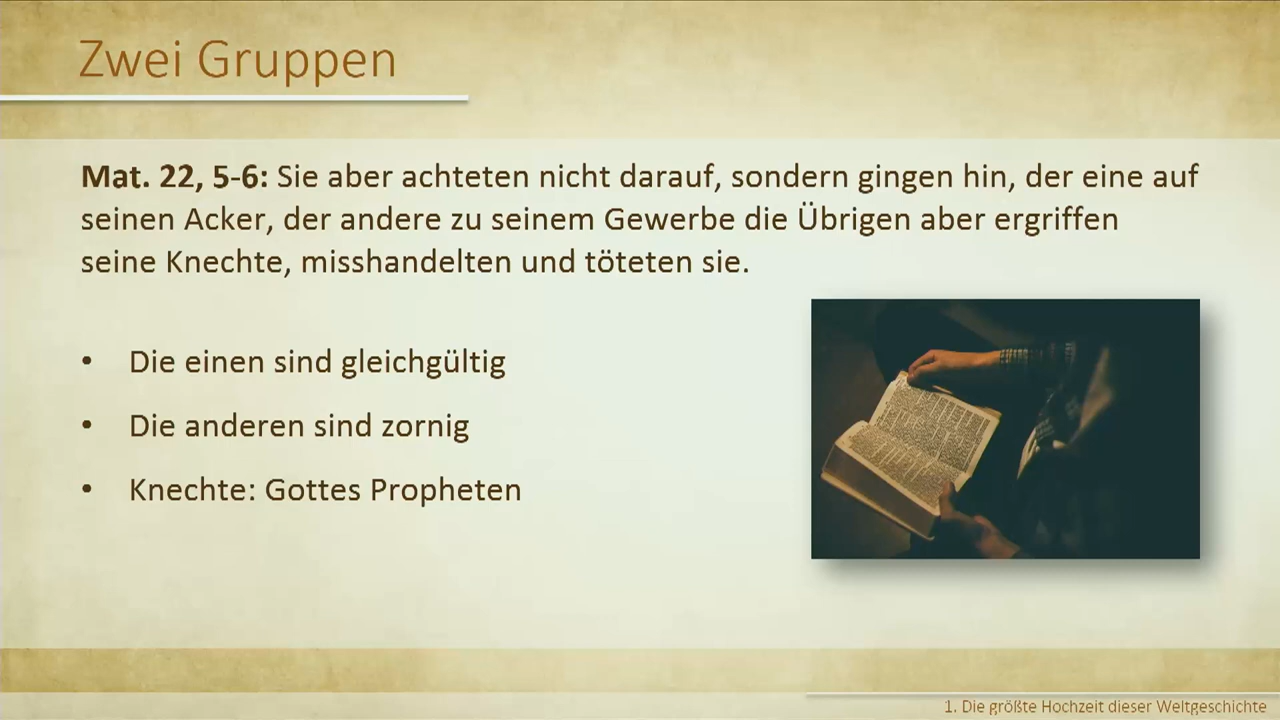 Zwei Gruppen
Mat. 22, 5-6: Sie aber achteten nicht darauf, sondern gingen hin, der eine auf
seinen Acker, der andere zu seinem Gewerbe die Übrigen aber ergriffen
seine Knechte, misshandelten und töteten sie.
• Die einen sind gleichgültig
• Die anderen sind zornig
• Knechte: Gottes Propheten
1. Die größte Hochzeit dieser Weltgeschichte